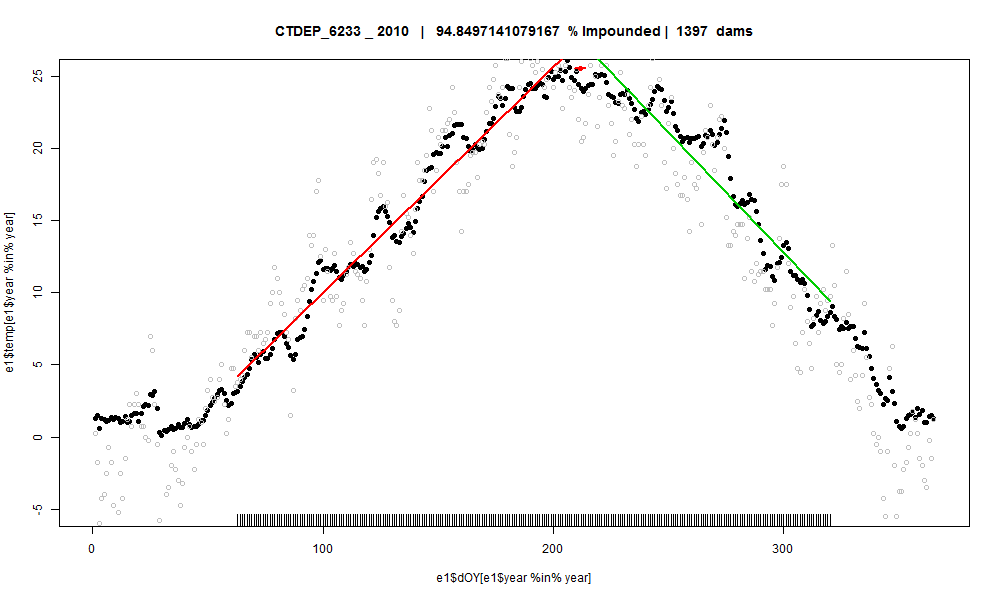 CTDEP_6233 _ 2010 | 94.8497141079167 % Impounded | 1397 dams
e1$temp[e1$year %in% year]
25
20
15
10
5
0
-5
0 100 200 300
e1$dOY[e1$year %in% year]